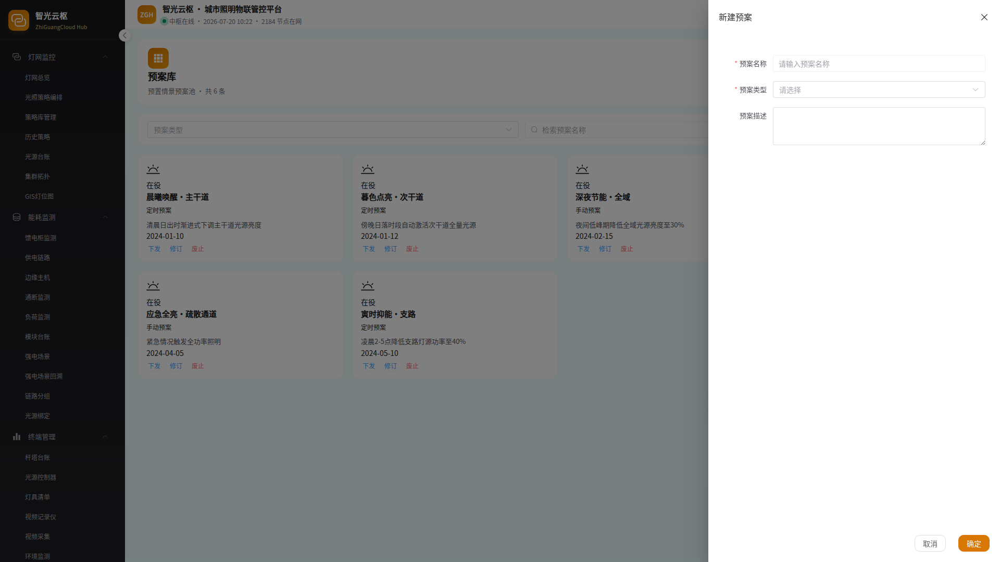 智光云枢
ZhiGuangCloud Hub
灯网监控
灯网总览
光照策略编排
策略库管理
历史策略
光源台账
集群拓扑
GIS灯位图
能耗监测
馈电柜监测
供电链路
边缘主机
通断监测
负荷监测
模块台账
强电场景
强电场景回溯
链路分组
光源绑定
终端管理
杆塔台账
光源控制器
灯具清单
视频记录仪
视频采集
环境监测
ZGH
智光云枢 • 城市照明物联管控平台
中枢在线 • 2026-07-20 10:22 • 2184 节点在网
预案库
预置情景预案池 • 共 6 条
预案类型
检索预案名称
在役
晨曦唤醒•主干道
定时预案
清晨日出时渐进式下调主干道光源亮度
2024-01-10
下发 修订 废止
在役
暮色点亮•次干道
定时预案
傍晚日落时段自动激活次干道全量光源
2024-01-12
下发 修订 废止
在役
深夜节能•全域
手动预案
夜间低峰期降低全域光源亮度至30%
2024-02-15
下发 修订 废止
在役
应急全亮•疏散通道
手动预案
紧急情况触发全功率照明
2024-04-05
下发 修订 废止
在役
寅时抑能•支路
定时预案
凌晨2-5点降低支路灯源功率至40%
2024-05-10
下发 修订 废止
新建预案
* 预案名称 请输入预案名称
* 预案类型 请选择
预案描述
取消 确定